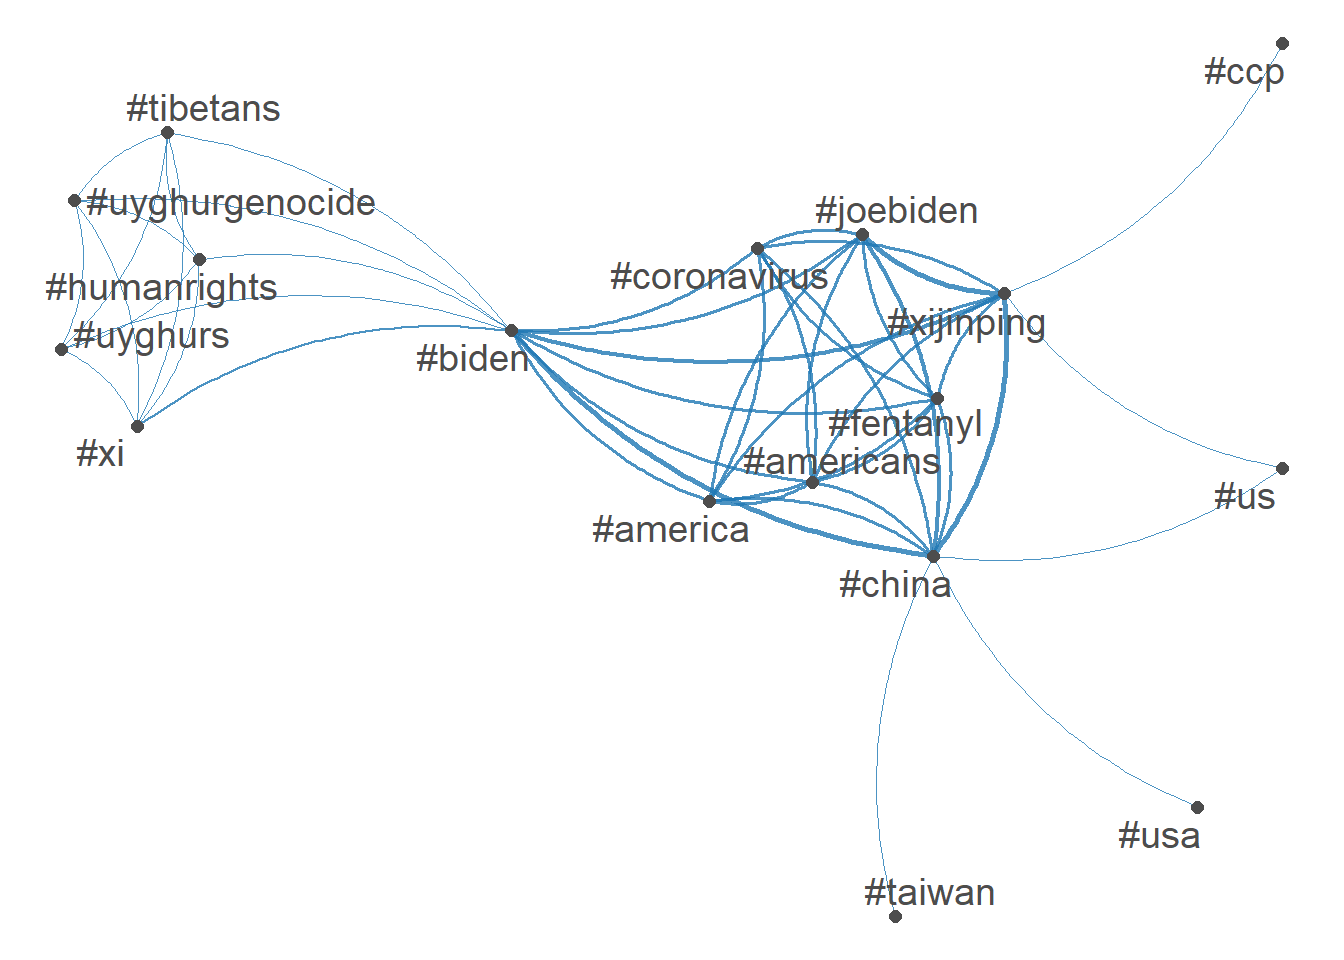 #ccp
#tibetans
#uyghurgenocide
#joebiden
#coronavirus
#humanrights
#xijinping
#uyghurs
#biden
#fentanyl
#xi
#americans
#us
#america
#china
#usa
#taiwan